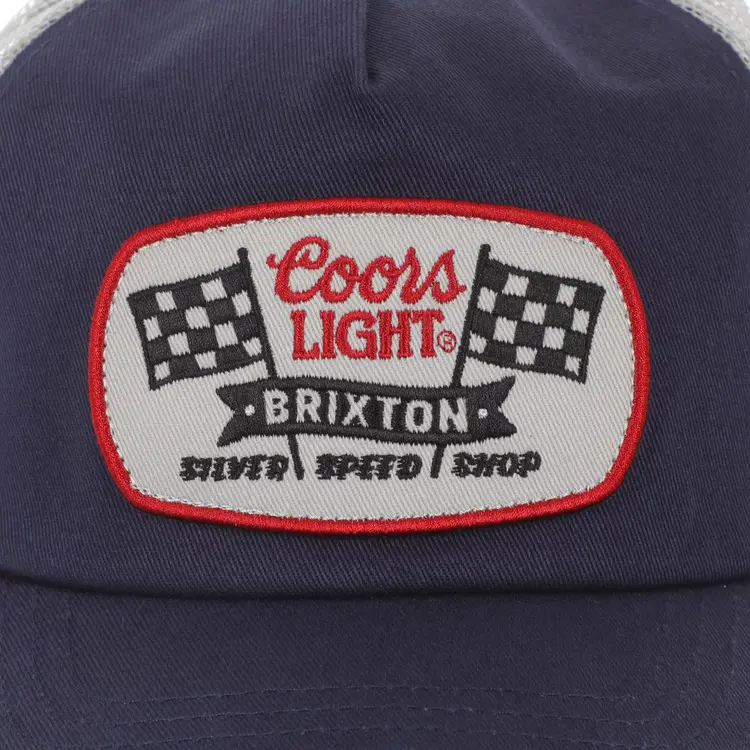 Coors
LIGHT®
· BRIXTON ·
SILVER SPEED SHOP